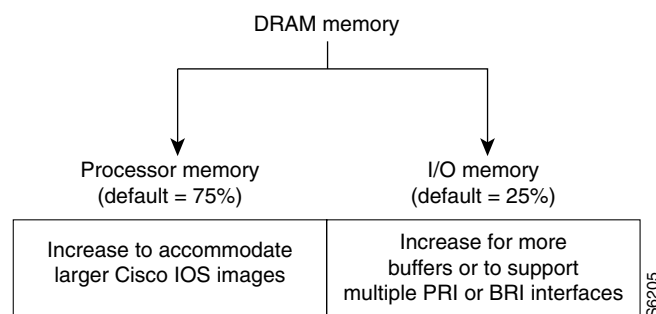 DRAM memory
Processor memory
(default = 75%)
I/O memory
(default = 25%)
Increase to accommodate
larger Cisco IOS images
Increase for more
buffers or to support
multiple PRI or BRI interfaces
S6205